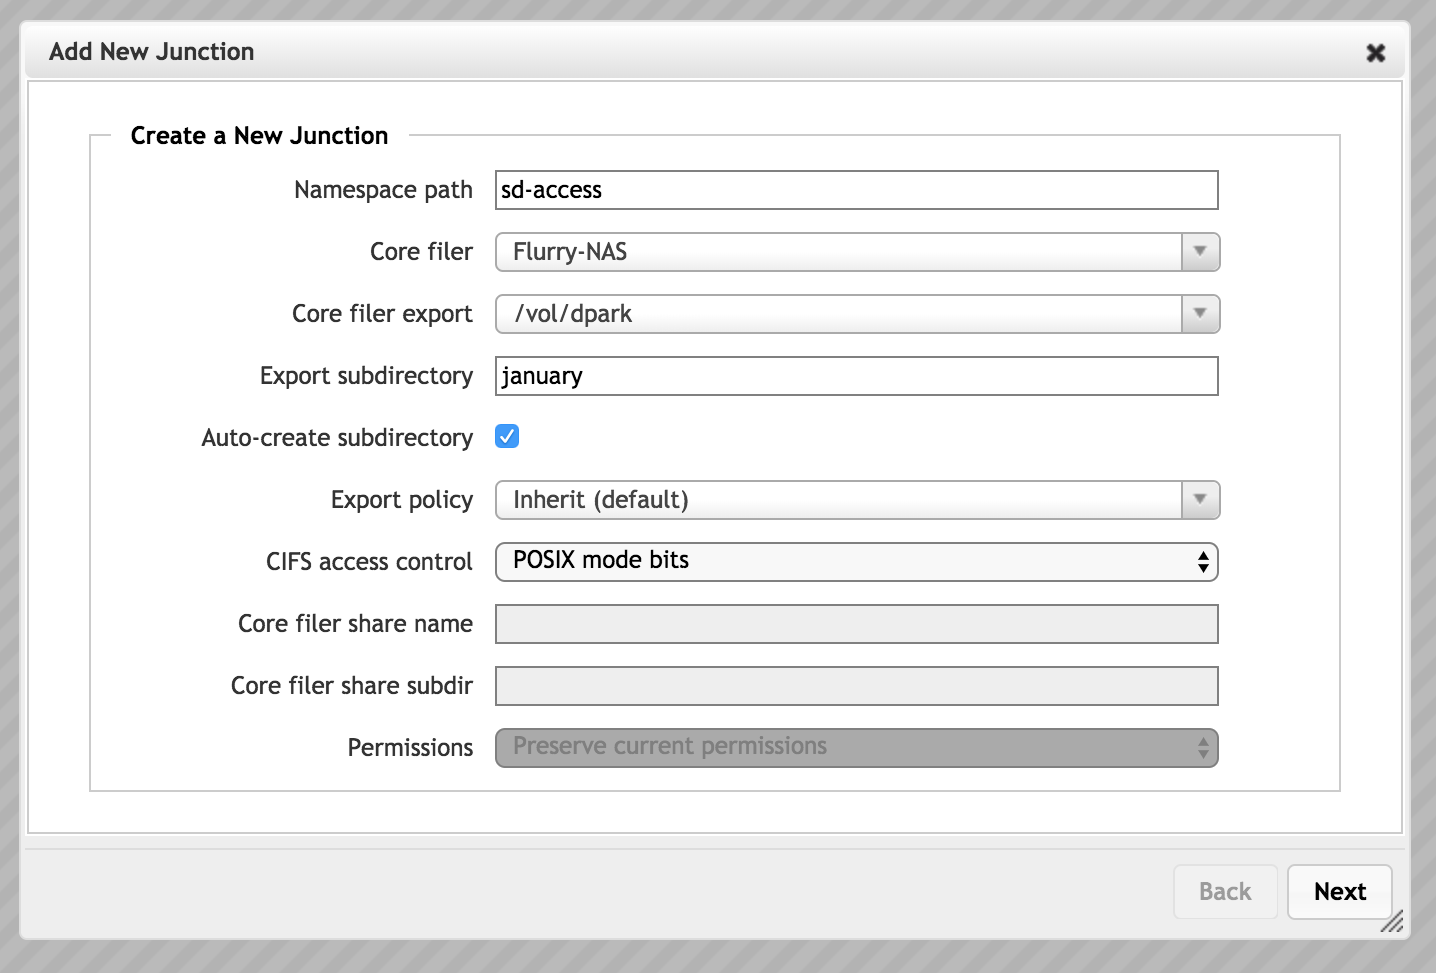 Add New Junction
Create a New Junction
Namespace path sd-access
Core filer Flurry-NAS
Core filer export /vol/dpark
Export subdirectory january
Auto-create subdirectory
Export policy Inherit (default)
CIFS access control POSIX mode bits
Core filer share name
Core filer share subdir
Permissions Preserve current permissions
Back Next